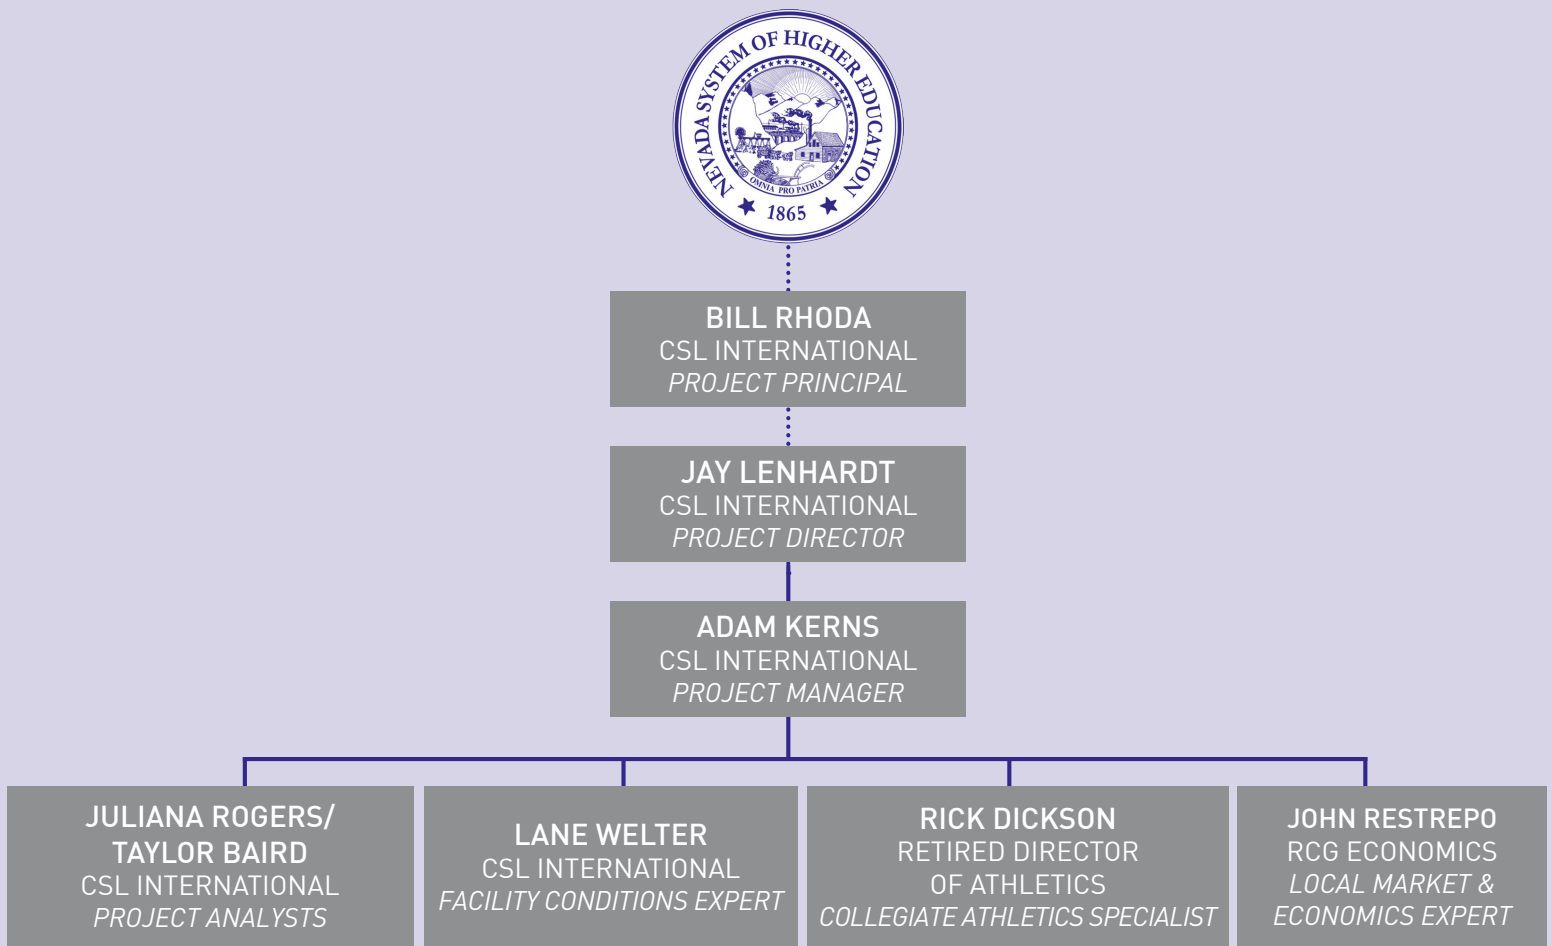 NEVADA SYSTEM OF HIGHER EDUCATION
OMNIA PRO PATRIA
1865
BILL RHODA
CSL INTERNATIONAL
PROJECT PRINCIPAL
JAY LENHARDT
CSL INTERNATIONAL
PROJECT DIRECTOR
ADAM KERNS
CSL INTERNATIONAL
PROJECT MANAGER
JULIANA ROGERS/
TAYLOR BAIRD
CSL INTERNATIONAL
PROJECT ANALYSTS
LANE WELTER
CSL INTERNATIONAL
FACILITY CONDITIONS EXPERT
RICK DICKSON
RETIRED DIRECTOR
OF ATHLETICS
COLLEGIATE ATHLETICS SPECIALIST
JOHN RESTREPO
RCG ECONOMICS
LOCAL MARKET &
ECONOMICS EXPERT